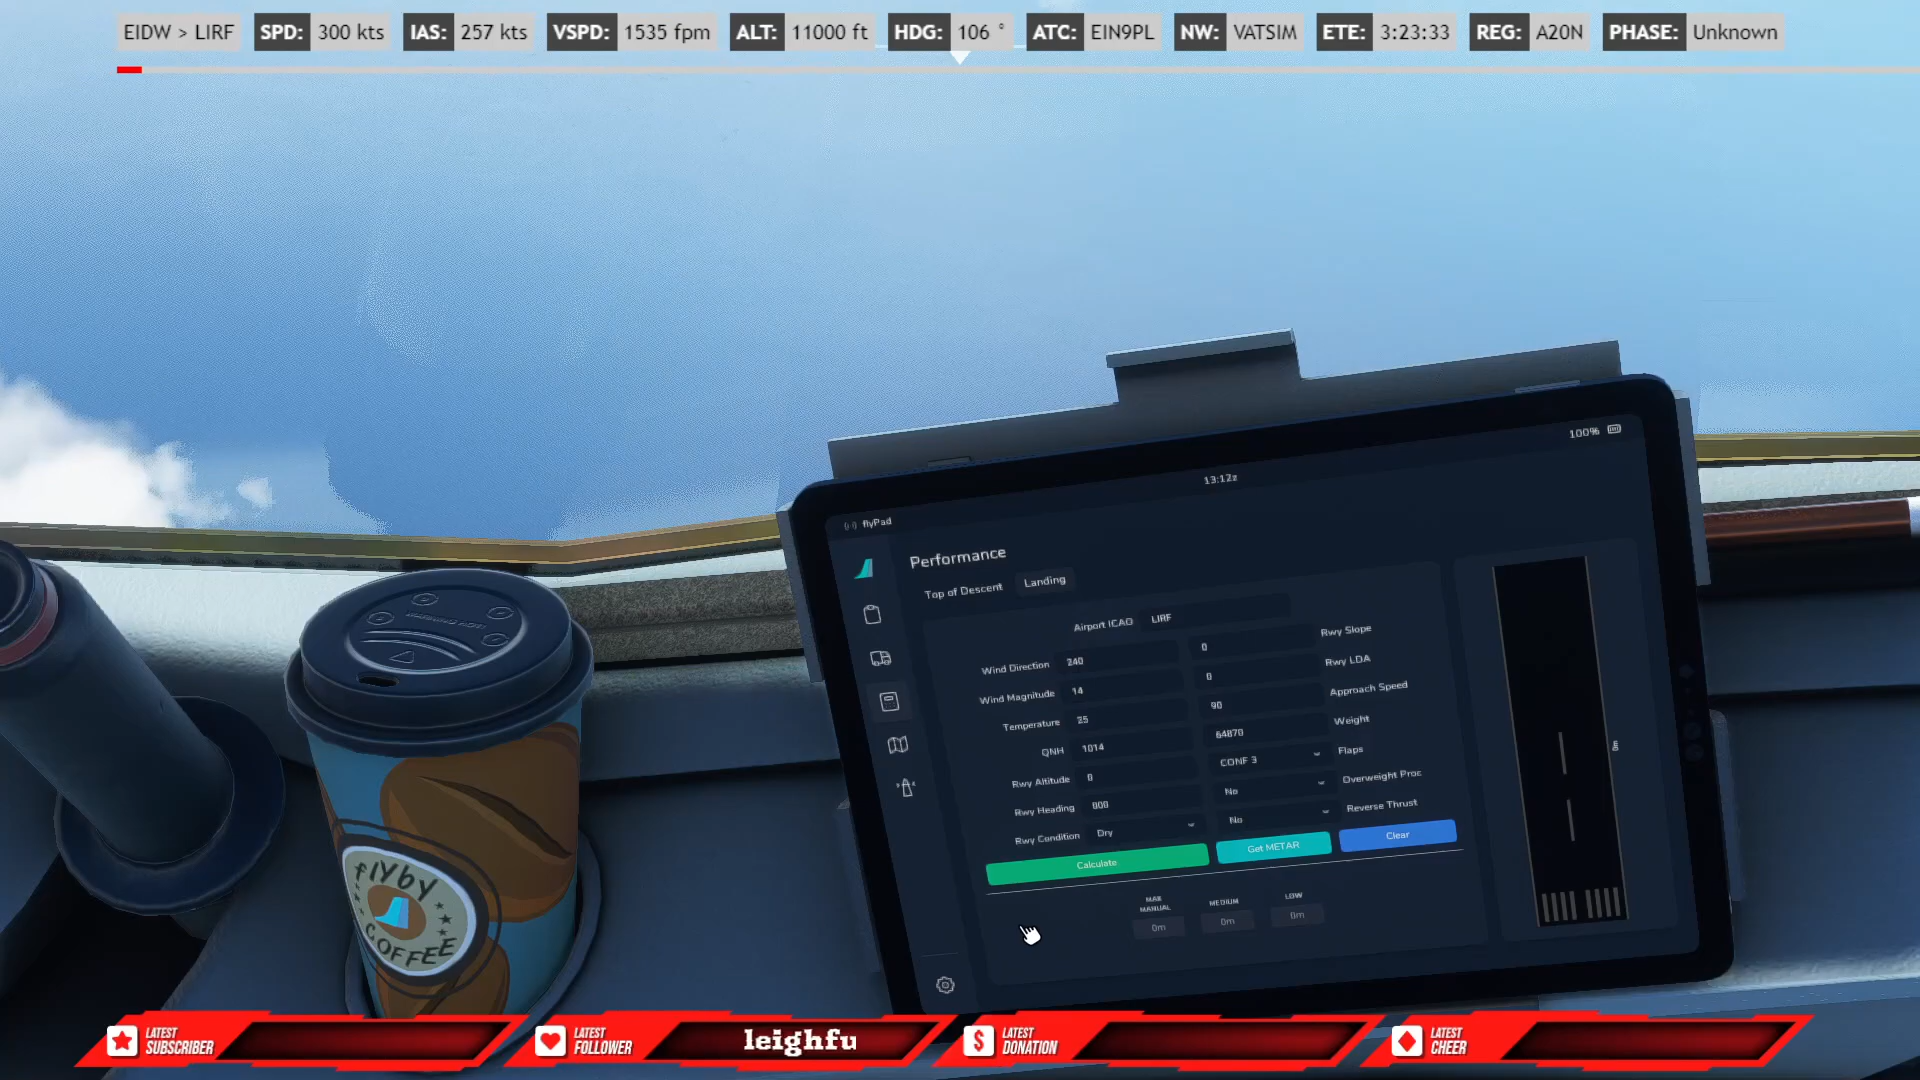 EIDW > LIRF SPD: 300 kts IAS: 257 kts VSPD: 1535 fpm ALT: 11000 ft HDG: 106 ° ATC: EIN9PL NW: VATSIM ETE: 3:23:33 REG: A20N PHASE: Unknown
100%
13:12z
flyPad
Performance
Top of Descent Landing
Airport ICAO LIRF
Wind Direction 240 0 Rwy Slope
Wind Magnitude 14 0 Rwy LDA
Temperature 25 90 Approach Speed
QNH 1014 64870 Weight
Rwy Altitude 0 CONF 3 Flaps
Rwy Heading 000 No Overweight Proc
Rwy Condition Dry No Reverse Thrust
Calculate Get METAR Clear
MAX MANUAL MEDIUM LOW
0m 0m 0m
0m
flyby
COFFEE
LATEST SUBSCRIBER
LATEST FOLLOWER leighfu
LATEST DONATION
LATEST CHEER